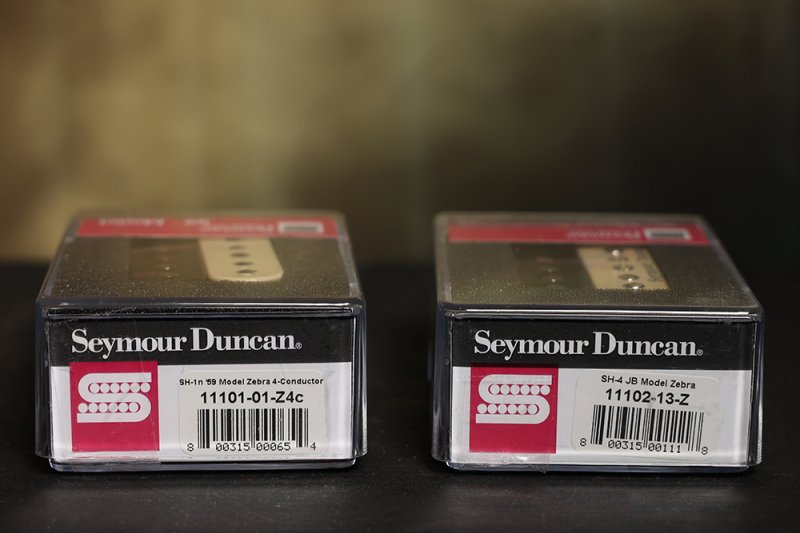 Seymour Duncan®
SH-1n '59 Model Zebra 4-Conductor
11101-01-Z4c
8 00315 00065 4
Seymour Duncan®
SH-4 JB Model Zebra
11102-13-Z
8 00315 00111 8